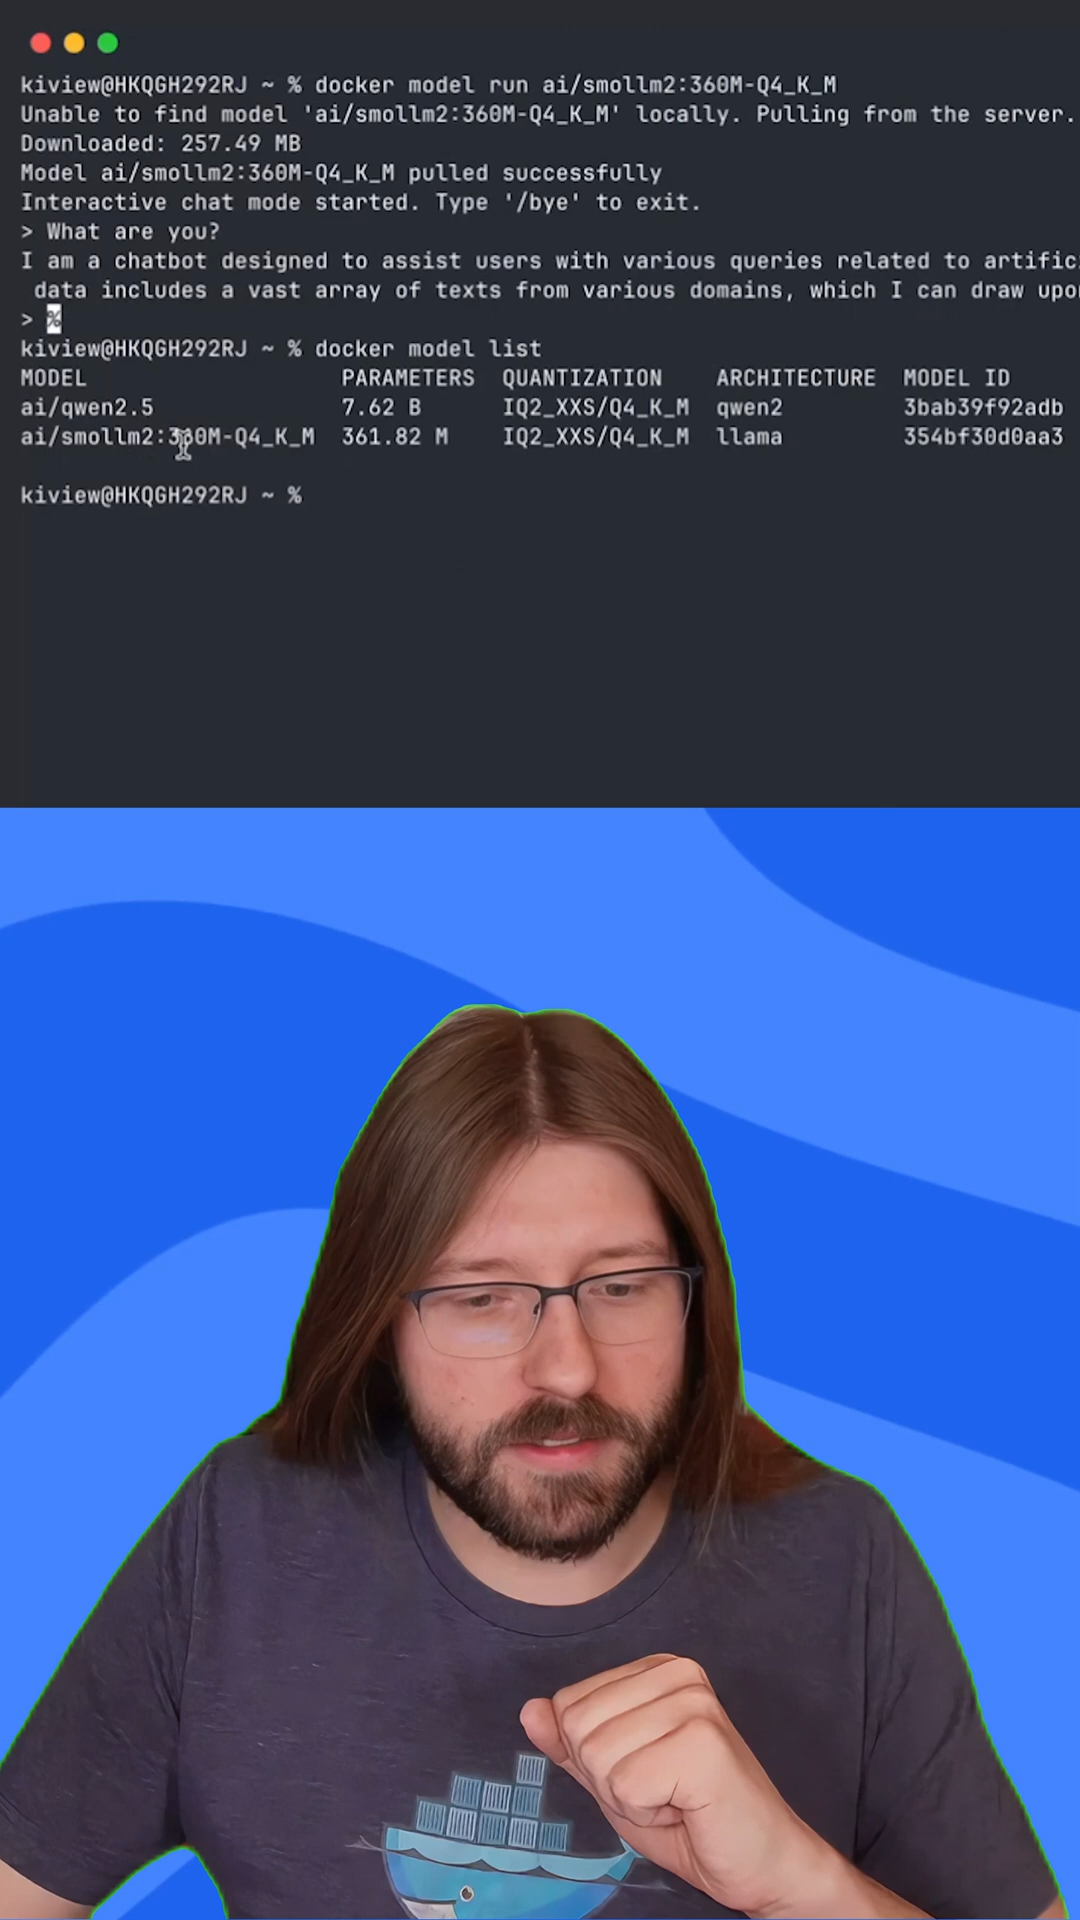 kiview@HKQGH292RJ ~ % docker model run ai/smollm2:360M-Q4_K_M
Unable to find model 'ai/smollm2:360M-Q4_K_M' locally. Pulling from the server.
Downloaded: 257.49 MB
Model ai/smollm2:360M-Q4_K_M pulled successfully
Interactive chat mode started. Type '/bye' to exit.
> What are you?
I am a chatbot designed to assist users with various queries related to artific
data includes a vast array of texts from various domains, which I can draw upo
> %
kiview@HKQGH292RJ ~ % docker model list
MODEL PARAMETERS QUANTIZATION ARCHITECTURE MODEL ID
ai/qwen2.5 7.62 B IQ2_XXS/Q4_K_M qwen2 3bab39f92adb
ai/smollm2:360M-Q4_K_M 361.82 M IQ2_XXS/Q4_K_M llama 354bf30d0aa3
kiview@HKQGH292RJ ~ %